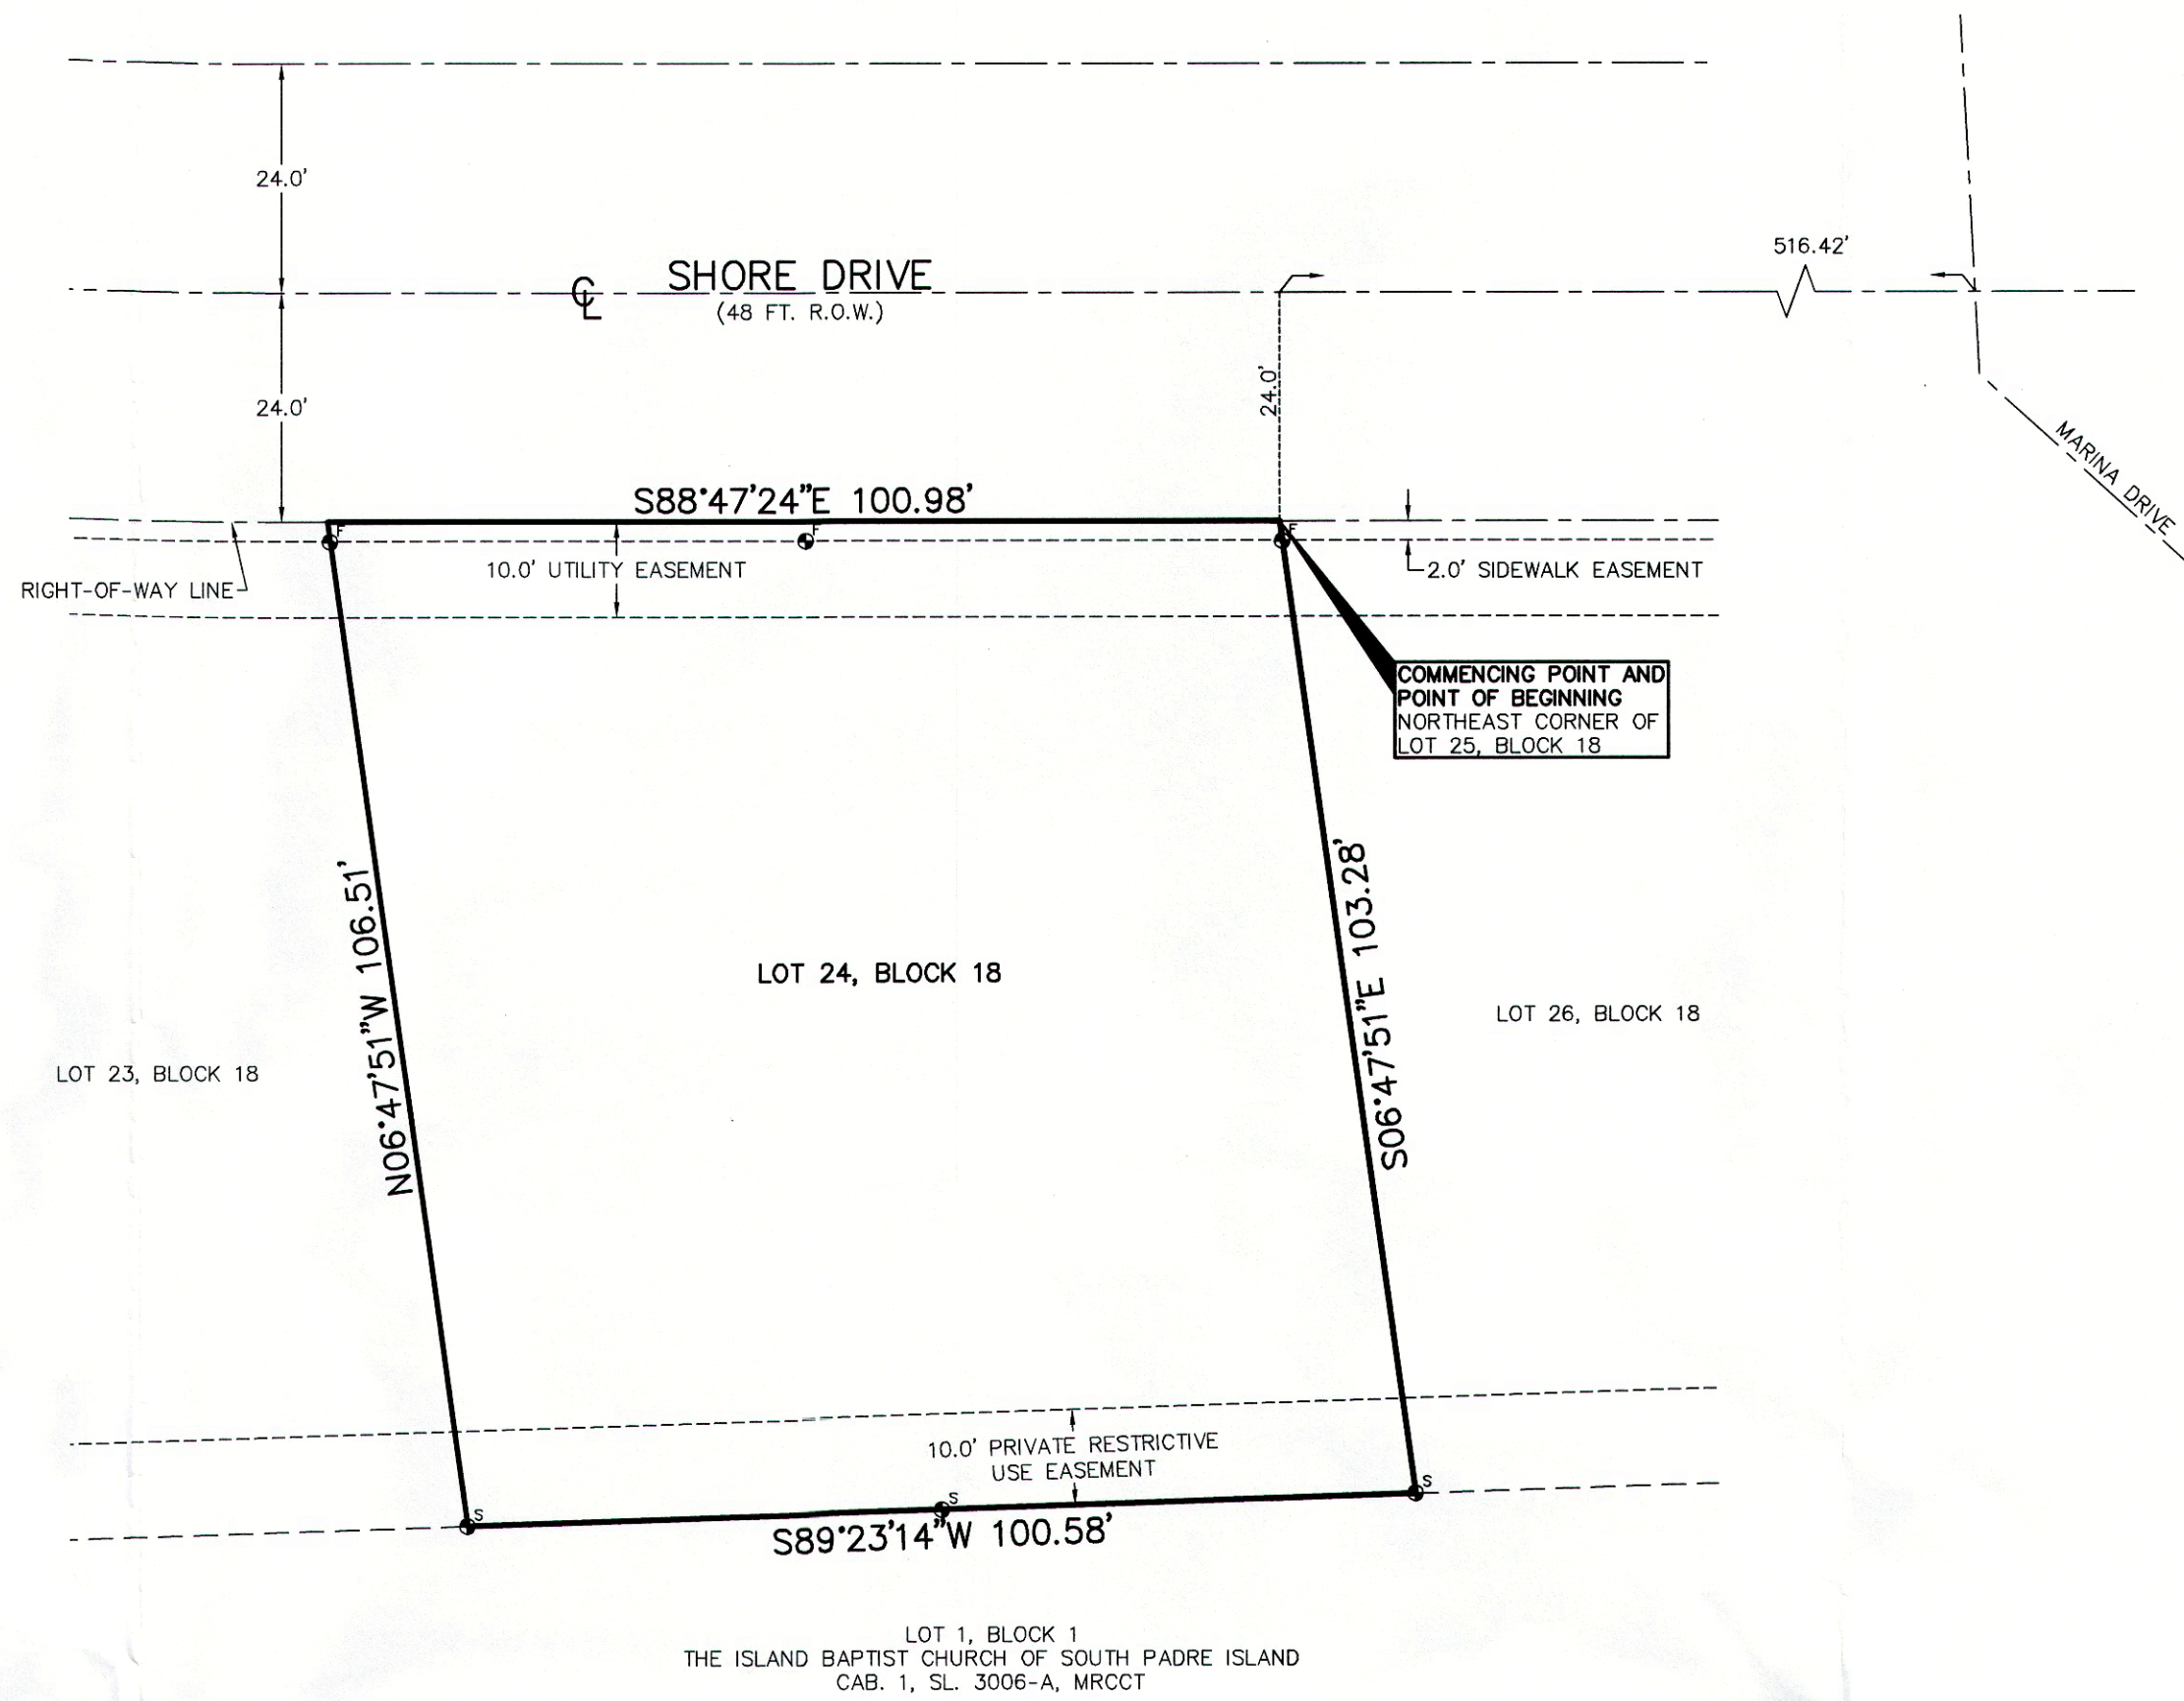 24.0'
516.42'
SHORE DRIVE
(48 FT. R.O.W.)
CL
24.0'
24.0'
MARINA DRIVE
S88°47'24"E 100.98'
F
F
F
10.0' UTILITY EASEMENT
2.0' SIDEWALK EASEMENT
RIGHT-OF-WAY LINE
COMMENCING POINT AND
POINT OF BEGINNING
NORTHEAST CORNER OF
LOT 25, BLOCK 18
N06°47'51"W 106.51'
S06°47'51"E 103.28'
LOT 24, BLOCK 18
LOT 26, BLOCK 18
LOT 23, BLOCK 18
10.0' PRIVATE RESTRICTIVE
USE EASEMENT
S
S
S
S89°23'14"W 100.58'
LOT 1, BLOCK 1
THE ISLAND BAPTIST CHURCH OF SOUTH PADRE ISLAND
CAB. 1, SL. 3006-A, MRCCT